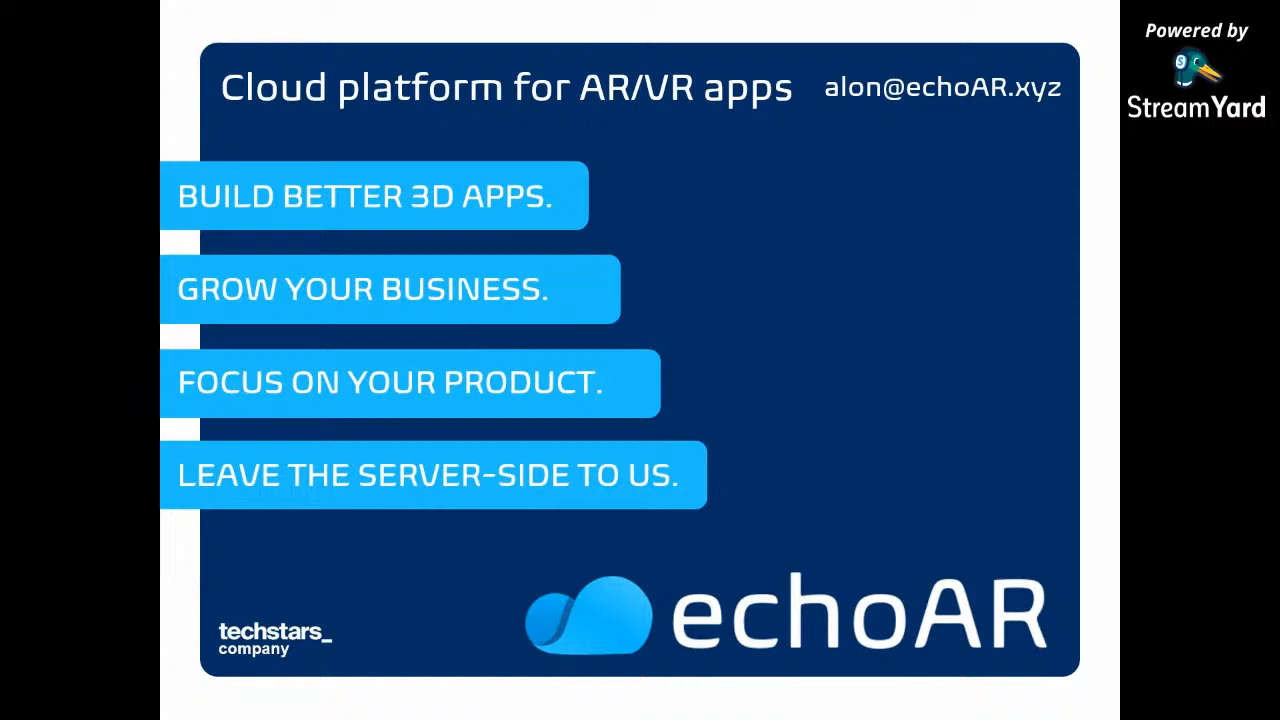 Cloud platform for AR/VR apps
alon@echoAR.xyz
BUILD BETTER 3D APPS.
GROW YOUR BUSINESS.
FOCUS ON YOUR PRODUCT.
LEAVE THE SERVER-SIDE TO US.
techstars_
company
echoAR
Powered by
S
StreamYard